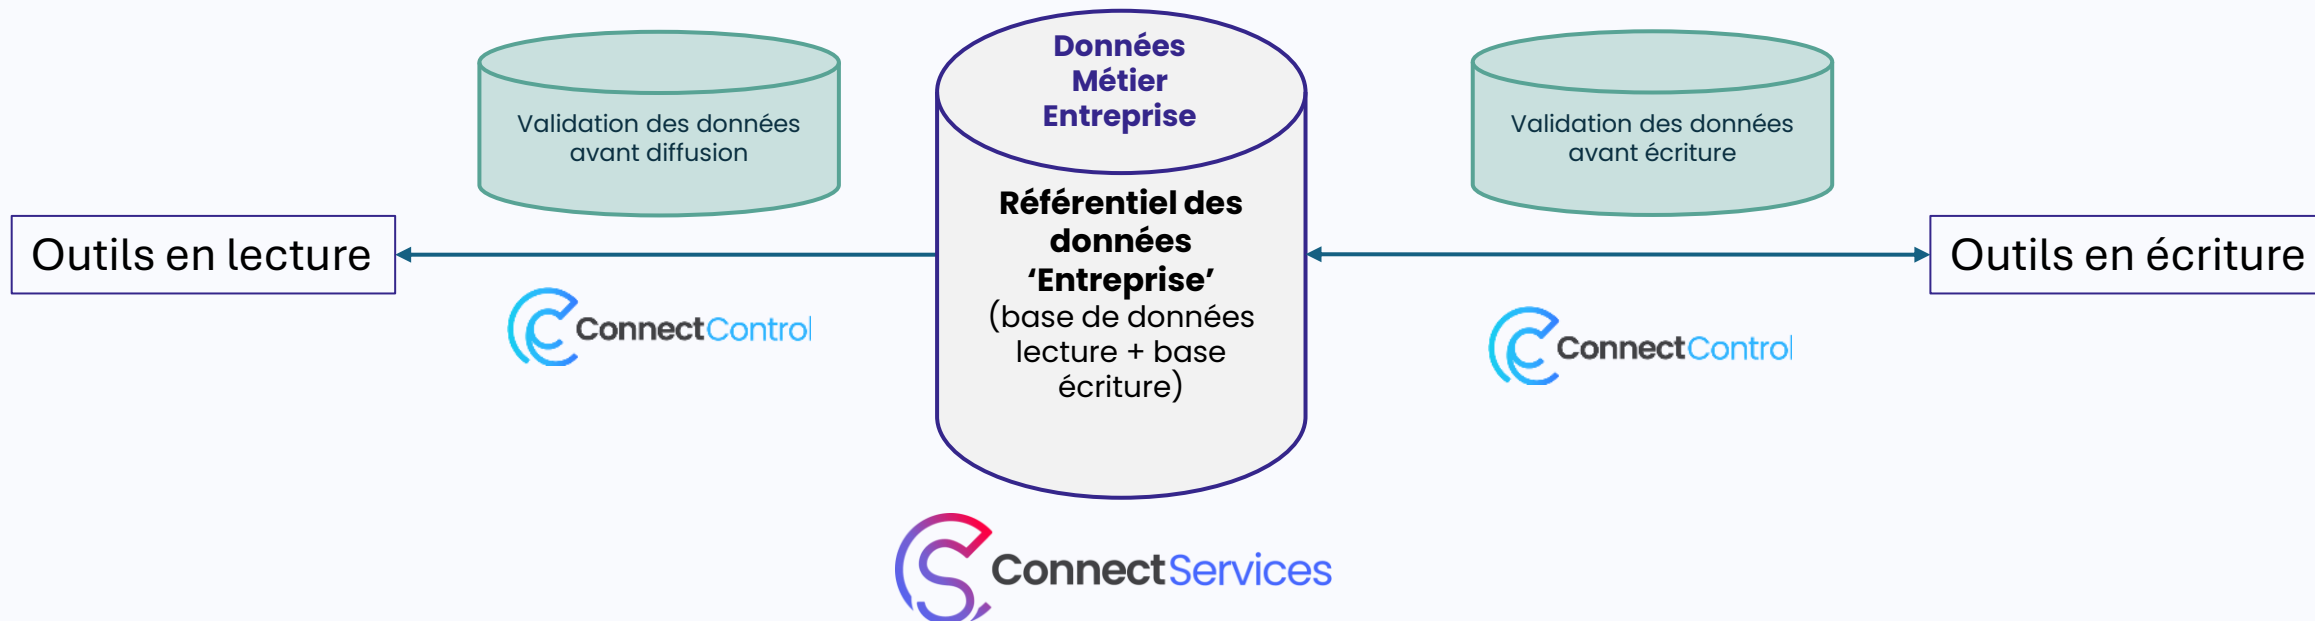 Données
Métier
Entreprise
Validation des données
avant diffusion
Validation des données
avant écriture
Référentiel des
données
‘Entreprise’
(base de données
lecture + base
écriture)
Outils en lecture
Outils en écriture
ConnectControl
ConnectControl
ConnectServices